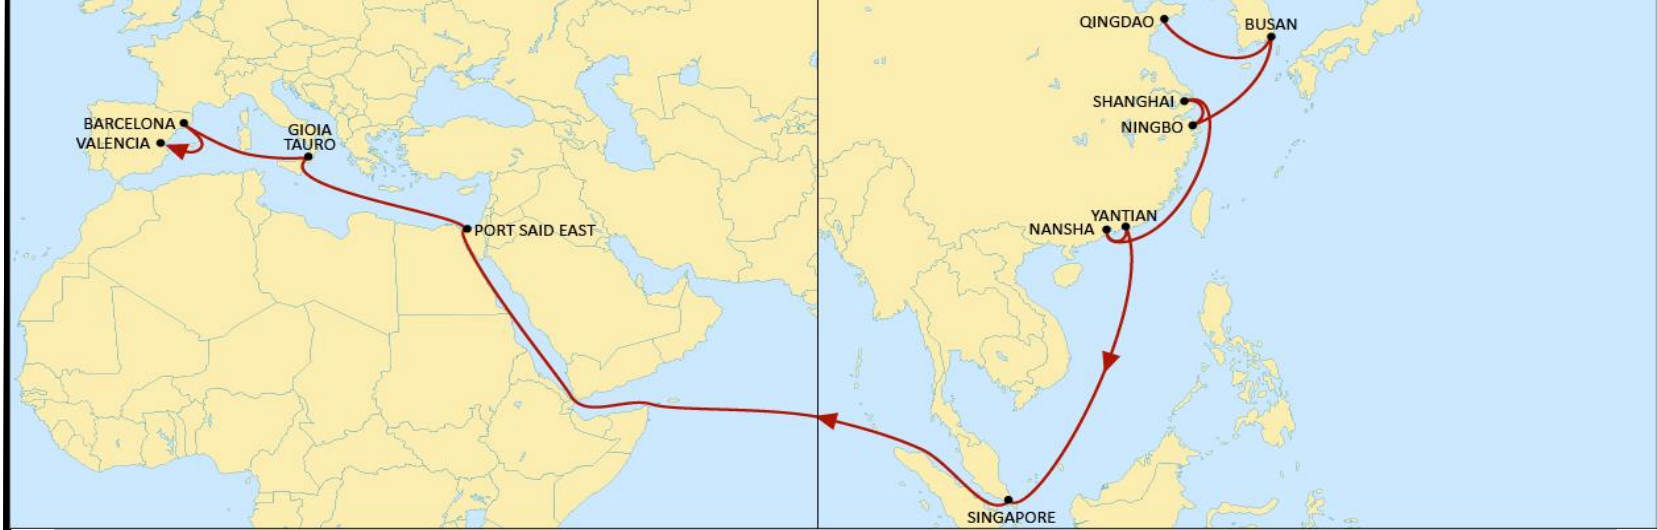 QINGDAO
BUSAN
SHANGHAI
NINGBO
BARCELONA
VALENCIA
GIOIA
TAURO
YANTIAN
NANSHA
PORT SAID EAST
SINGAPORE